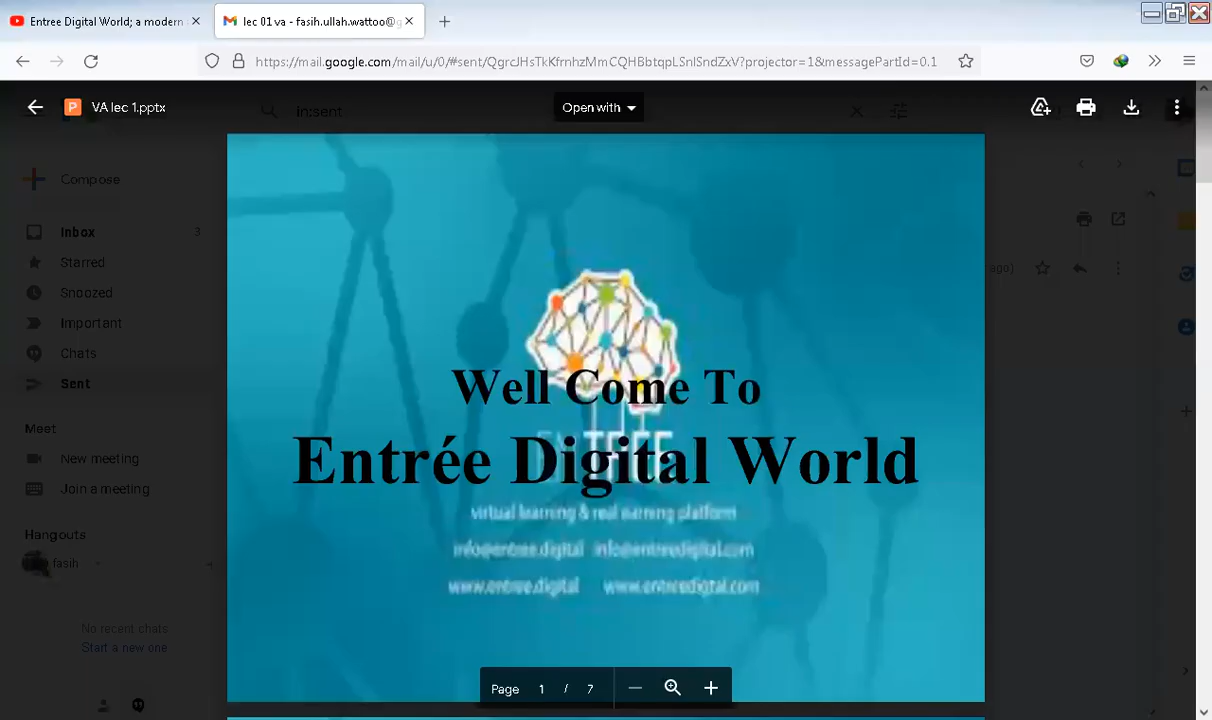 Entree Digital World; a modern
lec 01 va - fasih.ullah.wattoo@g
https://mail.google.com/mail/u/0/#sent/QgrcJHsTkKfrnhzMmCQHBbtqpLSnlSndZxV?projector=1&messagePartId=0.1
VA lec 1.pptx
in:sent
Open with
Compose
Inbox 3
Starred
Snoozed
Important
Chats
Sent
ago)
Meet
New meeting
Join a meeting
Hangouts
fasih
No recent chats
Start a new one
Well Come To
Entrée Digital World
virtual learning & real earning platform
info@entree.digital info@entreedigital.com
www.entree.digital www.entreedigital.com
Page 1 / 7